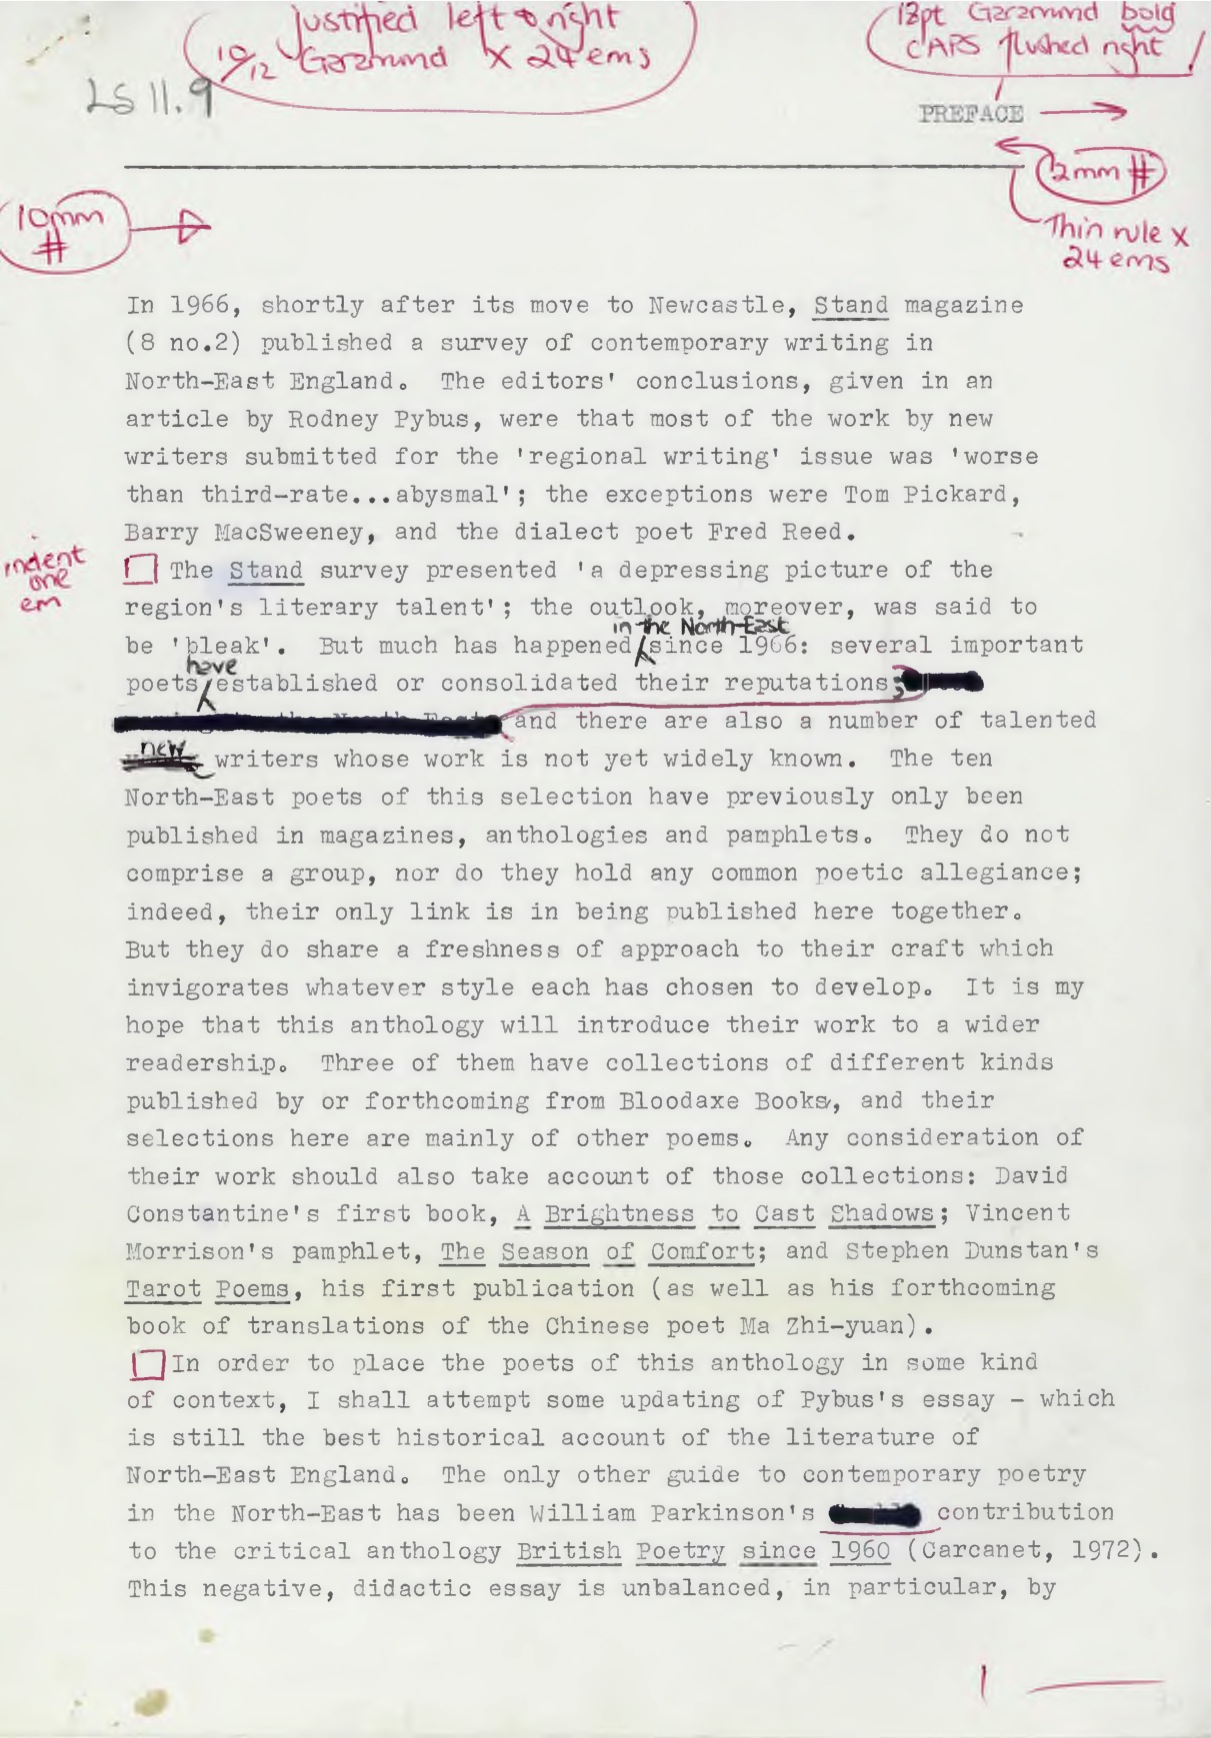 justified left & right
10/12 Garamond x 24 ems
18pt Garamond bold
CAPS flushed right
LS 11.9
PREFACE
2mm #
10mm
#
Thin rule x
24 ems
In 1966, shortly after its move to Newcastle, Stand magazine
(8 no.2) published a survey of contemporary writing in
North-East England. The editors' conclusions, given in an
article by Rodney Pybus, were that most of the work by new
writers submitted for the 'regional writing' issue was 'worse
than third-rate...abysmal'; the exceptions were Tom Pickard,
Barry MacSweeney, and the dialect poet Fred Reed.
indent
one
em
The Stand survey presented 'a depressing picture of the
region's literary talent'; the outlook, moreover, was said to
in the North-East
be 'bleak'. But much has happened since 1966: several important
have
poets established or consolidated their reputations;
and there are also a number of talented
new writers whose work is not yet widely known. The ten
North-East poets of this selection have previously only been
published in magazines, anthologies and pamphlets. They do not
comprise a group, nor do they hold any common poetic allegiance;
indeed, their only link is in being published here together.
But they do share a freshness of approach to their craft which
invigorates whatever style each has chosen to develop. It is my
hope that this anthology will introduce their work to a wider
readership. Three of them have collections of different kinds
published by or forthcoming from Bloodaxe Books, and their
selections here are mainly of other poems. Any consideration of
their work should also take account of those collections: David
Constantine's first book, A Brightness to Cast Shadows; Vincent
Morrison's pamphlet, The Season of Comfort; and Stephen Dunstan's
Tarot Poems, his first publication (as well as his forthcoming
book of translations of the Chinese poet Ma Zhi-yuan).
In order to place the poets of this anthology in some kind
of context, I shall attempt some updating of Pybus's essay - which
is still the best historical account of the literature of
North-East England. The only other guide to contemporary poetry
in the North-East has been William Parkinson's contribution
to the critical anthology British Poetry since 1960 (Carcanet, 1972).
This negative, didactic essay is unbalanced, in particular, by